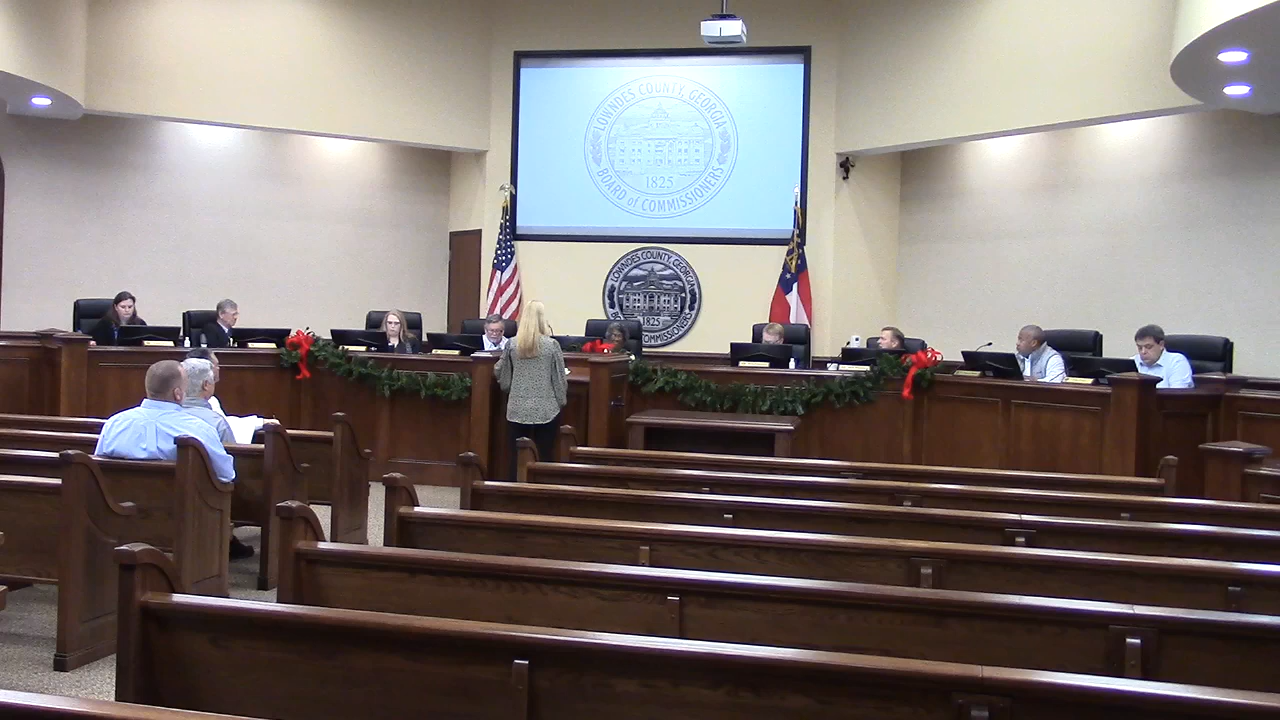 LOWNDES COUNTY, GEORGIA
1825
BOARD of COMMISSIONERS
LOWNDES COUNTY, GEORGIA
1825
COMMISSIONERS